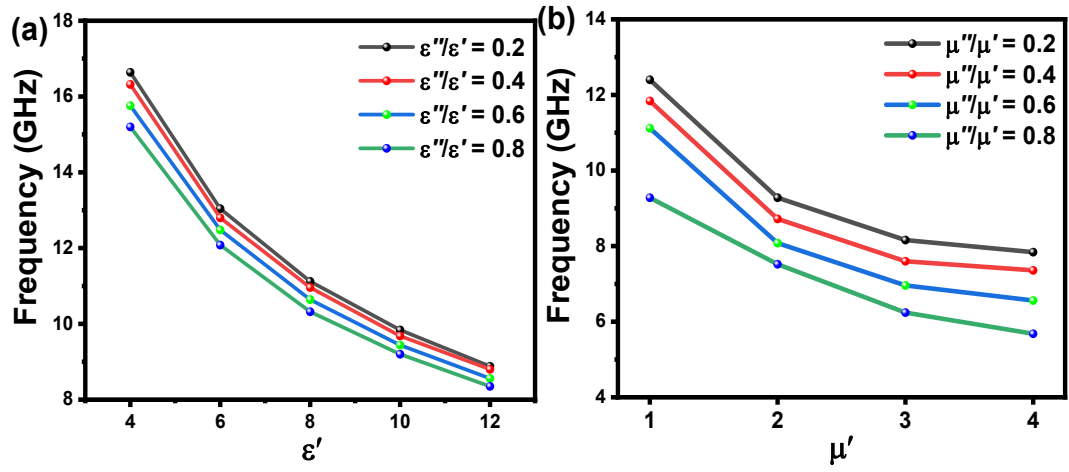 (a)
ε″/ε′ = 0.2
ε″/ε′ = 0.4
ε″/ε′ = 0.6
ε″/ε′ = 0.8
Frequency (GHz)
18
16
14
12
10
8
4
6
8
10
12
ε′
(b)
μ″/μ′ = 0.2
μ″/μ′ = 0.4
μ″/μ′ = 0.6
μ″/μ′ = 0.8
Frequency (GHz)
14
12
10
8
6
4
1
2
3
4
μ′